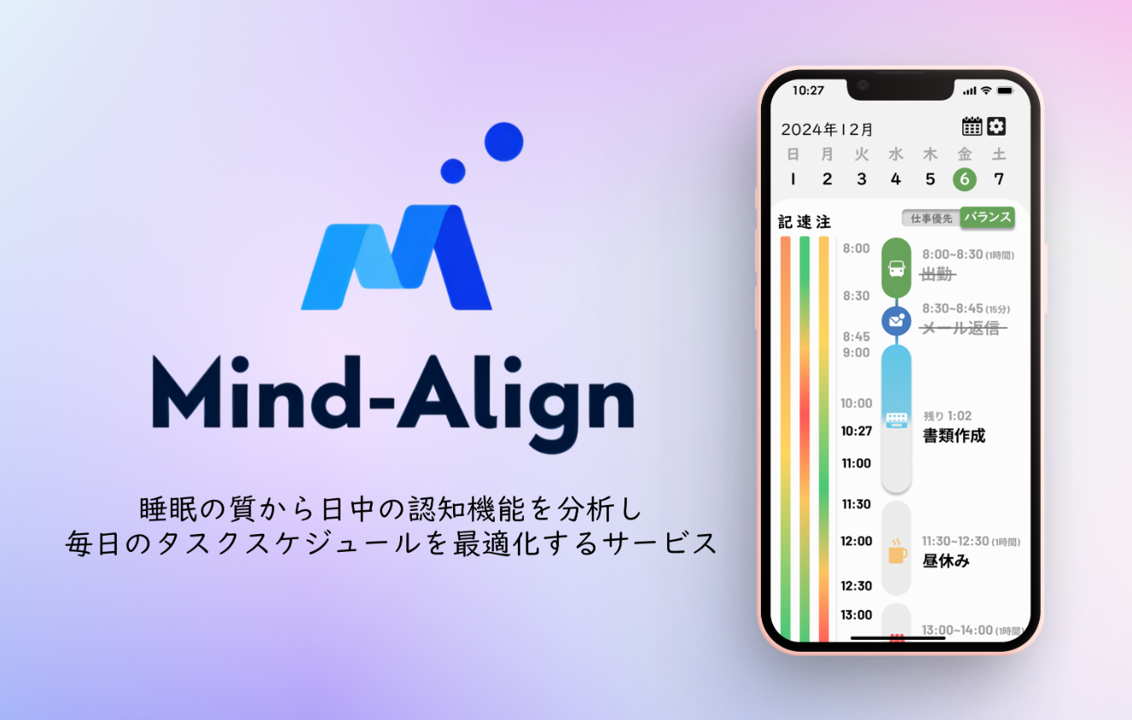 Mind-Align
睡眠の質から日中の認知機能を分析し
毎日のタスクスケジュールを最適化するサービス
10:27
2024年12月
日 月 火 水 木 金 土
1 2 3 4 5 6 7
記 速 注
仕事優先 バランス
8:00
8:00~8:30 (1時間)
出勤
8:30
8:30~8:45 (15分)
メール返信
8:45
9:00
10:00
残り 1:02
10:27
書類作成
11:00
11:30
12:00
11:30~12:30 (1時間)
昼休み
12:30
13:00
13:00~14:00 (1時間)